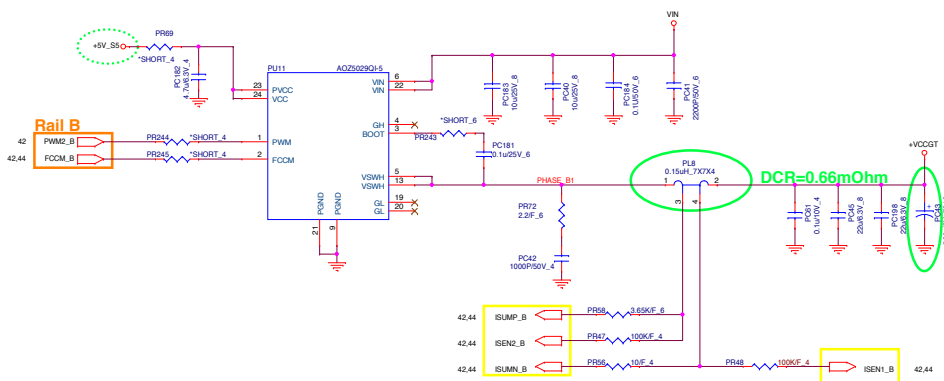 VIN
+5V_S5
PR69
*SHORT_4
PC182
4.7u/6.3V_4
PU11
AOZ5029QI-5
23
24
PVCC
VCC
VIN
VIN
6
22
PC183
10u/25V_8
PC40
10u/25V_8
PC184
0.1U/50V_6
PC41
2200P/50V_6
Rail B
42
PWM2_B
PR244
*SHORT_4
1
PWM
42,44
FCCM_B
PR245
*SHORT_4
2
FCCM
GH
4
BOOT
3
PR243
*SHORT_6
PC181
0.1u/25V_6
VSWH
VSWH
5
13
GL
GL
19
20
PGND
PGND
21
9
PHASE_B1
PL8
0.15uH_7X7X4
1
2
3
4
DCR=0.66mOhm
+VCCGT
PR72
2.2/F_6
PC42
1000P/50V_4
PC61
0.1u/10V_4
PC45
22u/6.3V_8
PC198
22u/6.3V_8
+
PC43
42,44
ISUMP_B
PR58
3.65K/F_6
42,44
ISEN2_B
PR47
100K/F_4
42,44
ISUMN_B
PR56
10/F_4
PR48
100K/F_4
ISEN1_B
42,44